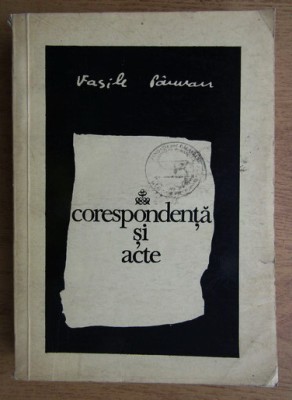 Vasile Pârvan
corespondență
și
acte